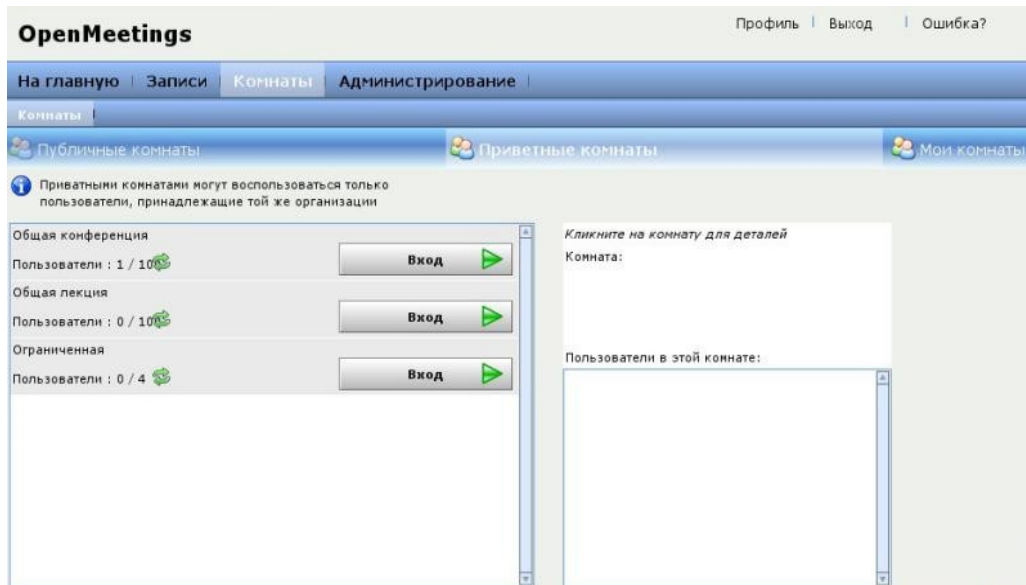 OpenMeetings
Профиль Выход Ошибка?
На главную Записи Комнаты Администрирование
Комнаты
Публичные комнаты Приветные комнаты Мои комнаты
Приватными комнатами могут воспользоваться только
пользователи, принадлежащие той же организации
Общая конференция
Пользователи : 1 / 100
Вход
Общая лекция
Пользователи : 0 / 100
Вход
Ограниченная
Пользователи : 0 / 4
Вход
Кликните на комнату для деталей
Комната:
Пользователи в этой комнате: